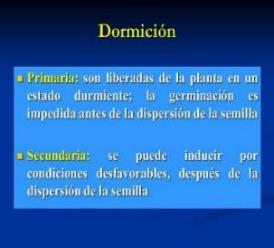 Dormición
Primaria: son liberadas de la planta en un
estado durmiente; la germinación es
impedida antes de la dispersión de la semilla
Secundaria: se puede inducir por
condiciones desfavorables, después de la
dispersión de la semilla